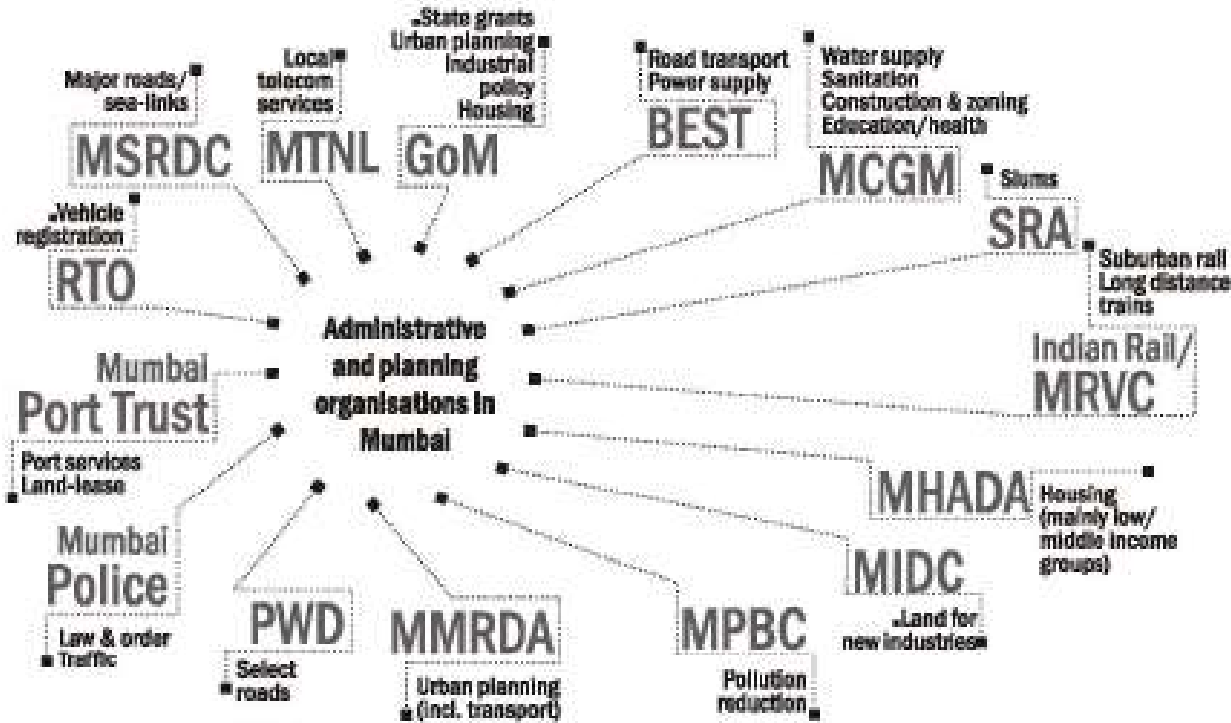 Administrative
and planning
organisations in
Mumbai
Major roads/
sea-links
MSRDC
Local
telecom
services
MTNL
State grants
Urban planning
Industrial
policy
Housing
GoM
Road transport
Power supply
BEST
Water supply
Sanitation
Construction & zoning
Education/health
MCGM
Slums
SRA
Suburban rail
Long distance
trains
Indian Rail/
MRVC
MHADA
Housing
(mainly low/
middle income
groups)
MIDC
Land for
new industries
MPBC
Pollution
reduction
MMRDA
Urban planning
(incl. transport)
PWD
Select
roads
Mumbai
Police
Law & order
Traffic
Mumbai
Port Trust
Port services
Land-lease
Vehicle
registration
RTO